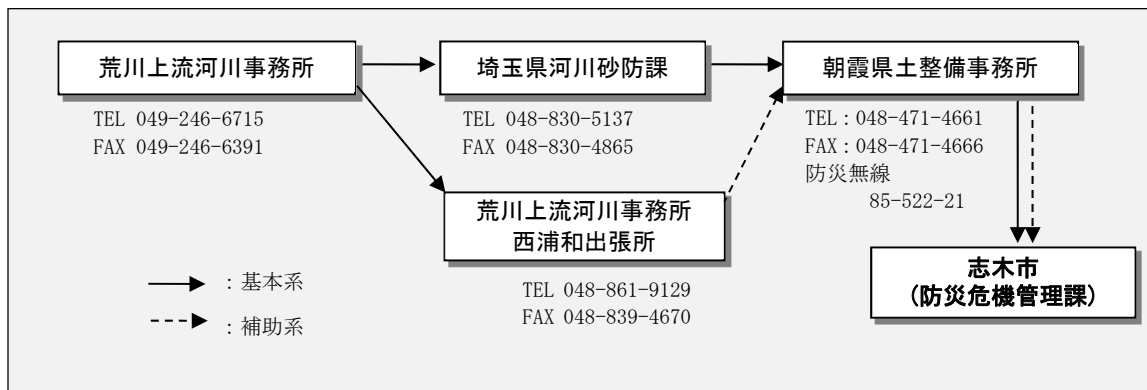 荒川上流河川事務所
TEL 049-246-6715
FAX 049-246-6391
埼玉県河川砂防課
TEL 048-830-5137
FAX 048-830-4865
朝霞県土整備事務所
TEL：048-471-4661
FAX：048-471-4666
防災無線
85-522-21
荒川上流河川事務所
西浦和出張所
TEL 048-861-9129
FAX 048-839-4670
志木市
(防災危機管理課)
：基本系
：補助系